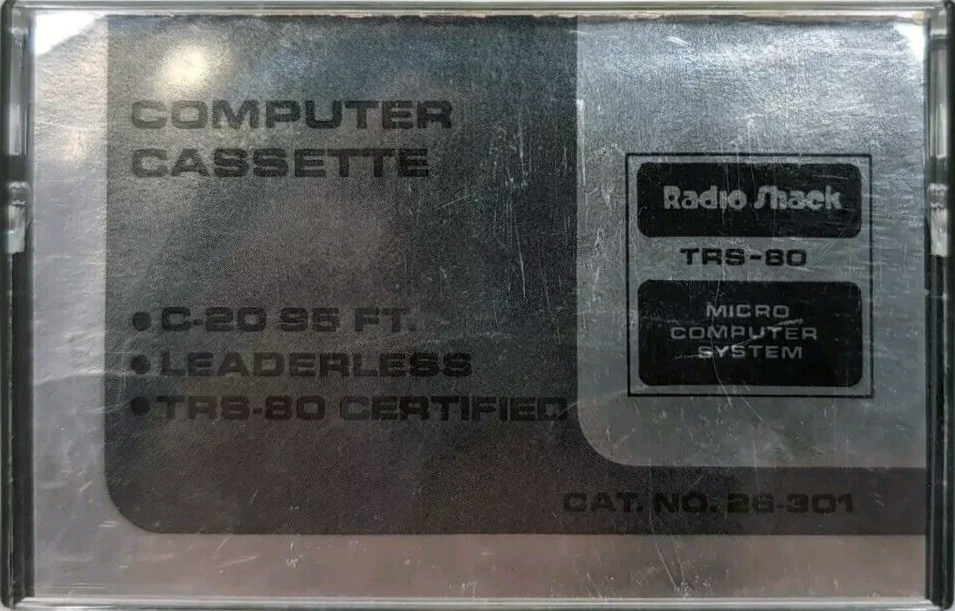 COMPUTER
CASSETTE
• C-20 95 FT.
• LEADERLESS
• TRS-80 CERTIFIED
Radio Shack
TRS-80
MICRO
COMPUTER
SYSTEM
CAT. NO. 26-301